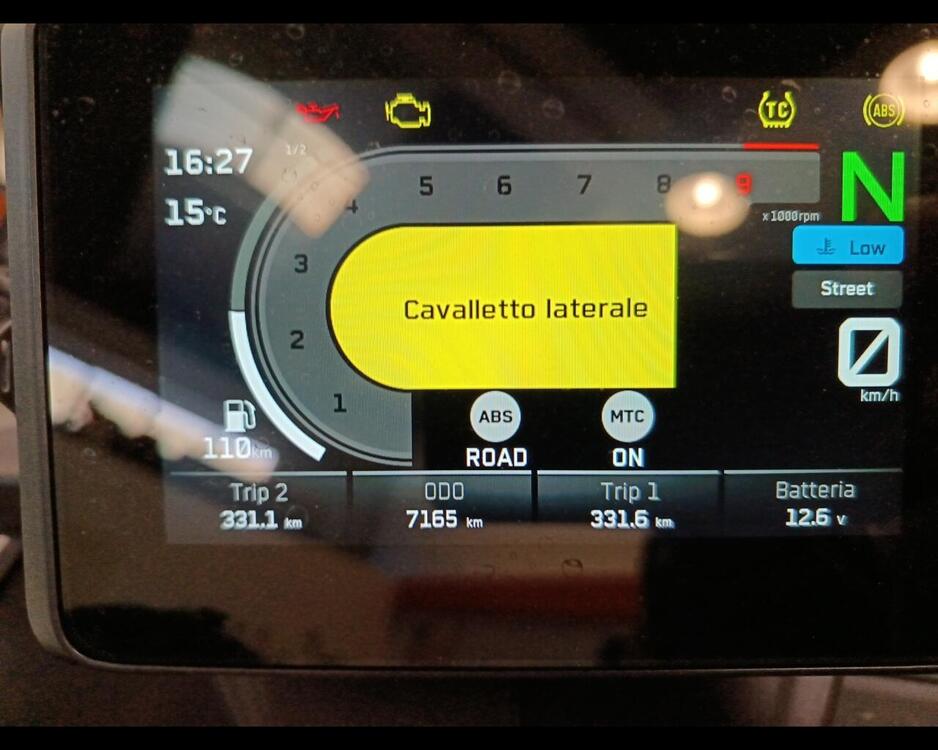 TC
ABS
16:27
1/2
15°C
1
2
3
4
5
6
7
8
9
x1000rpm
N
Low
Street
Cavalletto laterale
0
km/h
110km
ABS
ROAD
MTC
ON
Trip 2
331.1 km
ODO
7165 km
Trip 1
331.6 km
Batteria
12.6 v